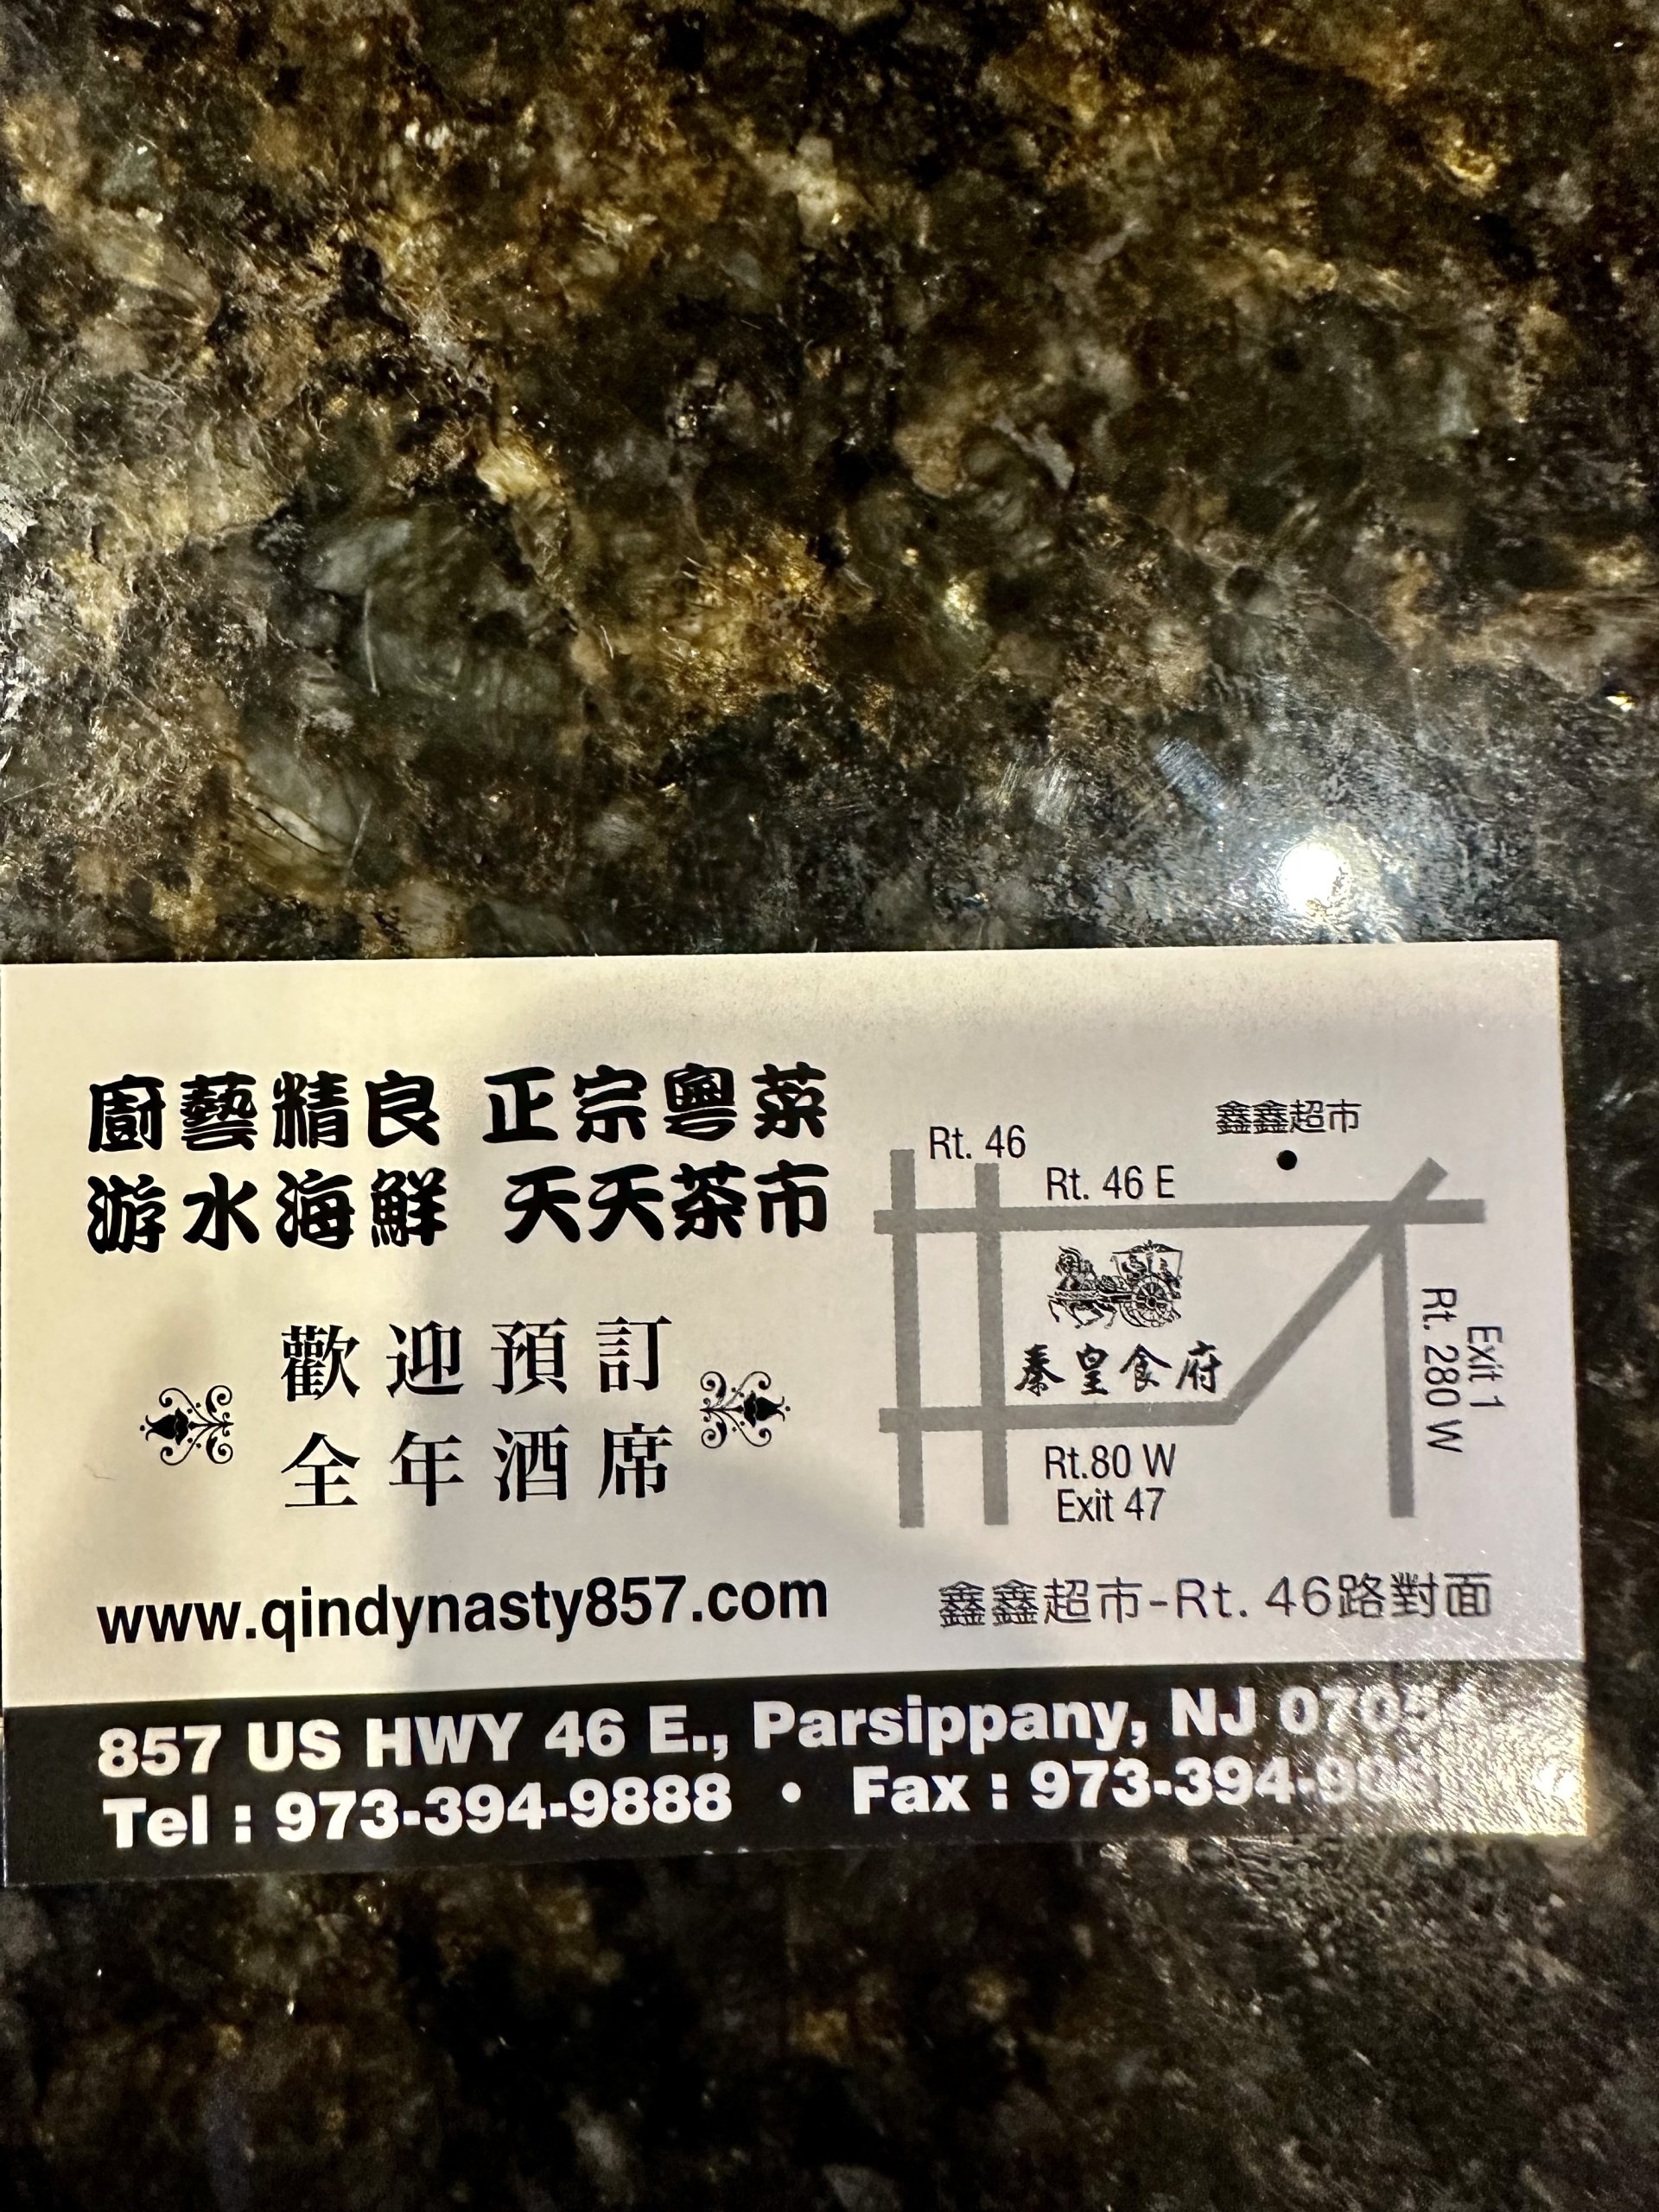 廚藝精良 正宗粵菜
游水海鮮 天天茶市
歡迎預訂
全年酒席
www.qindynasty857.com
鑫鑫超市
Rt. 46
Rt. 46 E
秦皇食府
Rt.80 W
Exit 47
Exit 1
Rt. 280 W
鑫鑫超市-Rt. 46路對面
857 US HWY 46 E., Parsippany, NJ
Tel : 973-394-9888 • Fax :